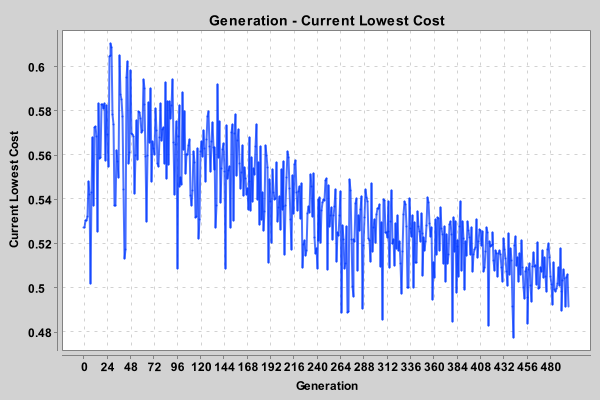 Generation - Current Lowest Cost
Current Lowest Cost
0.6
0.58
0.56
0.54
0.52
0.5
0.48
0 24 48 72 96 120 144 168 192 216 240 264 288 312 336 360 384 408 432 456 480
Generation